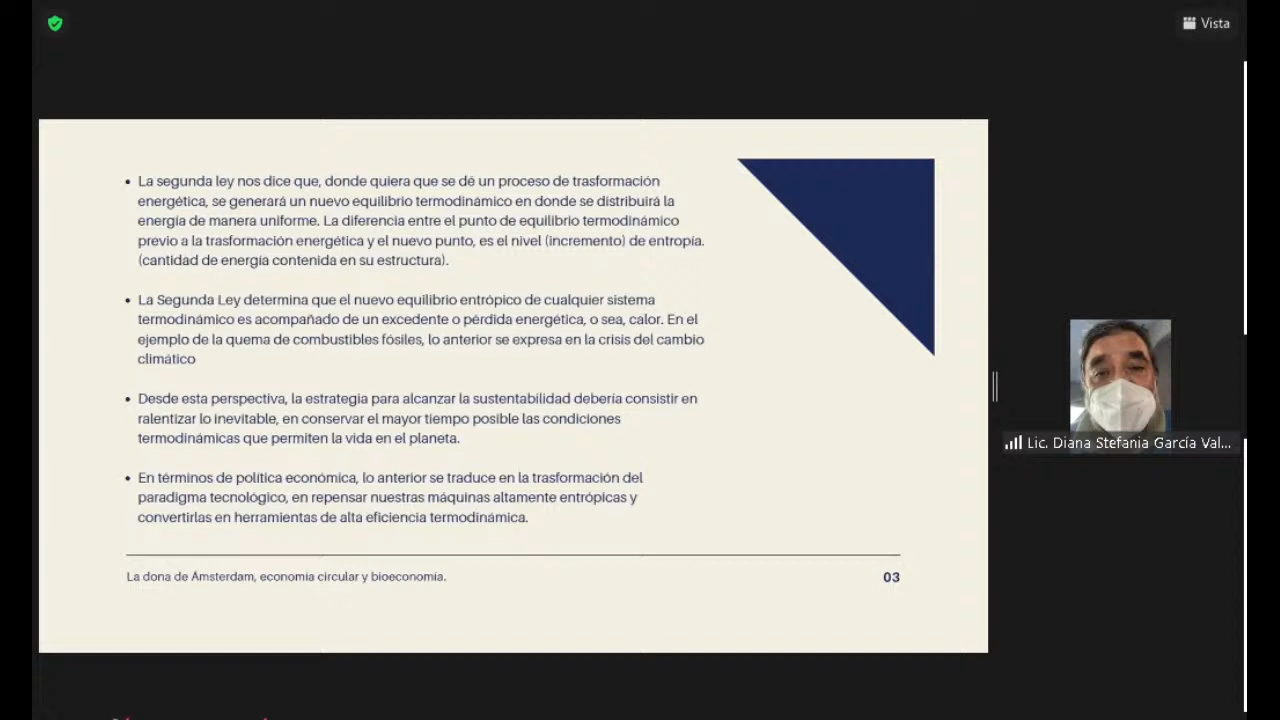 Vista
• La segunda ley nos dice que, donde quiera que se dé un proceso de trasformación
energética, se generará un nuevo equilibrio termodinámico en donde se distribuirá la
energía de manera uniforme. La diferencia entre el punto de equilibrio termodinámico
previo a la trasformación energética y el nuevo punto, es el nivel (incremento) de entropía.
(cantidad de energía contenida en su estructura).
• La Segunda Ley determina que el nuevo equilibrio entrópico de cualquier sistema
termodinámico es acompañado de un excedente o pérdida energética, o sea, calor. En el
ejemplo de la quema de combustibles fósiles, lo anterior se expresa en la crisis del cambio
climático
• Desde esta perspectiva, la estrategia para alcanzar la sustentabilidad debería consistir en
ralentizar lo inevitable, en conservar el mayor tiempo posible las condiciones
termodinámicas que permiten la vida en el planeta.
• En términos de política económica, lo anterior se traduce en la trasformación del
paradigma tecnológico, en repensar nuestras máquinas altamente entrópicas y
convertirlas en herramientas de alta eficiencia termodinámica.
La dona de Ámsterdam, economía circular y bioeconomía.
03
Lic. Diana Stefania García Val...